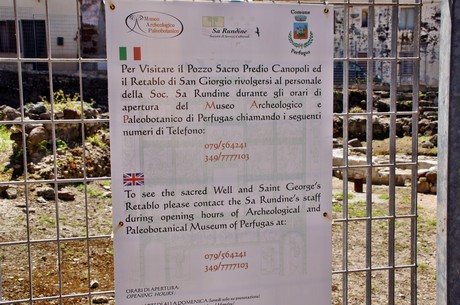 Museo
Archeologico
Paleobotanico
Sa Rundine
Comune
Perfugas
Per Visitare il Pozzo Sacro Predio Canopoli ed
il Retablo di San Giorgio rivolgersi al personale
della Soc. Sa Rundine durante gli orari di
apertura del Museo Archeologico e
Paleobotanico di Perfugas chiamando i seguenti
numeri di Telefono:
079/564241
349/7777103
To see the sacred Well and Saint George's
Retablo please contact the Sa Rundine's staff
during opening hours of Archeological and
Paleobotanical Museum of Perfugas at:
079/564241
349/7777103
ORARI DI APERTURA:
OPENING HOURS:
ALLA DOMENICA